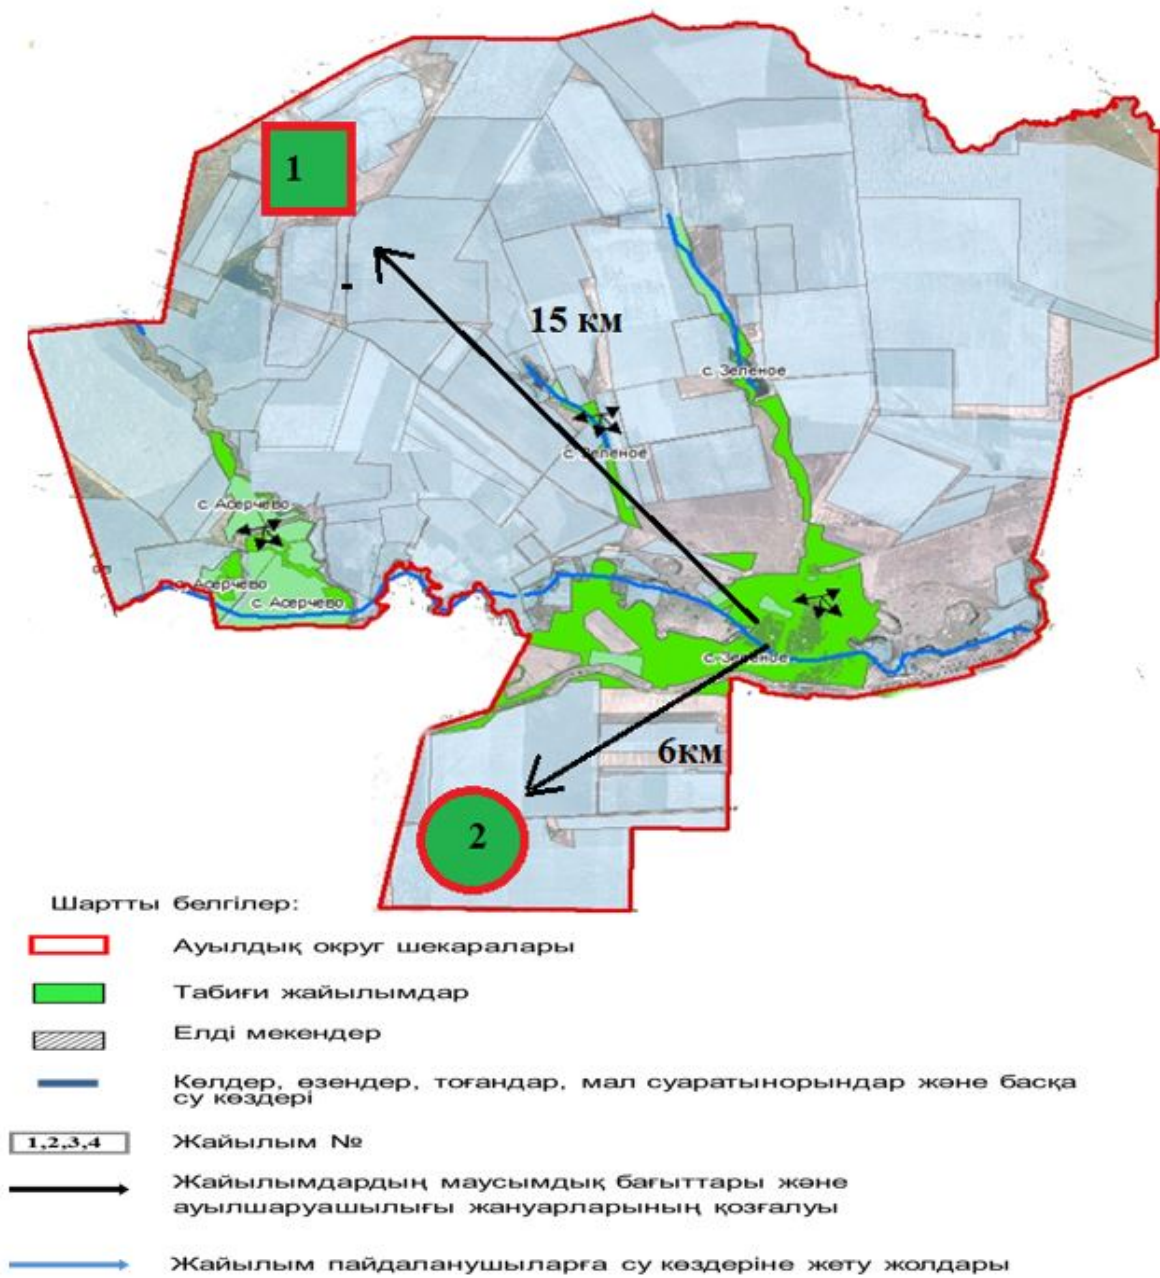 1
15 км
с. Зеленое
с. Зеленое
с. Асерчево
с. Асерчево
с. Асерчево
с. Зеленое
6км
2
Шартты белгілер:
Ауылдық округ шекаралары
Табиғи жайылымдар
Елді мекендер
Көлдер, өзендер, тоғандар, мал суаратынорындар және басқа
су көздері
1,2,3,4
Жайылым №
Жайылымдардың маусымдық бағыттары және
ауылшаруашылығы жануарларының қозғалуы
Жайылым пайдаланушыларға су көздеріне жету жолдары